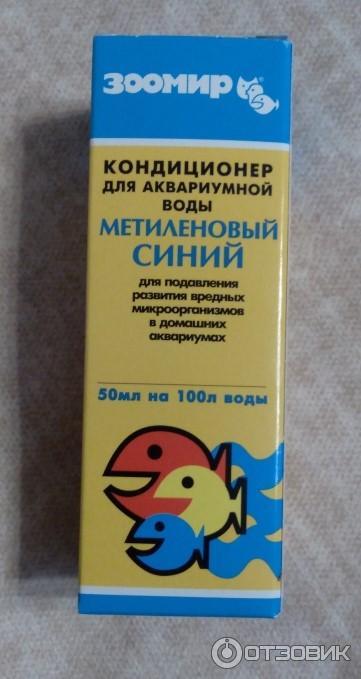 ЗООМИР
КОНДИЦИОНЕР
ДЛЯ АКВАРИУМНОЙ
ВОДЫ
МЕТИЛЕНОВЫЙ
СИНИЙ
для подавления
развития вредных
микроорганизмов
в домашних
аквариумах
50мл на 100л воды
ОТЗОВИК